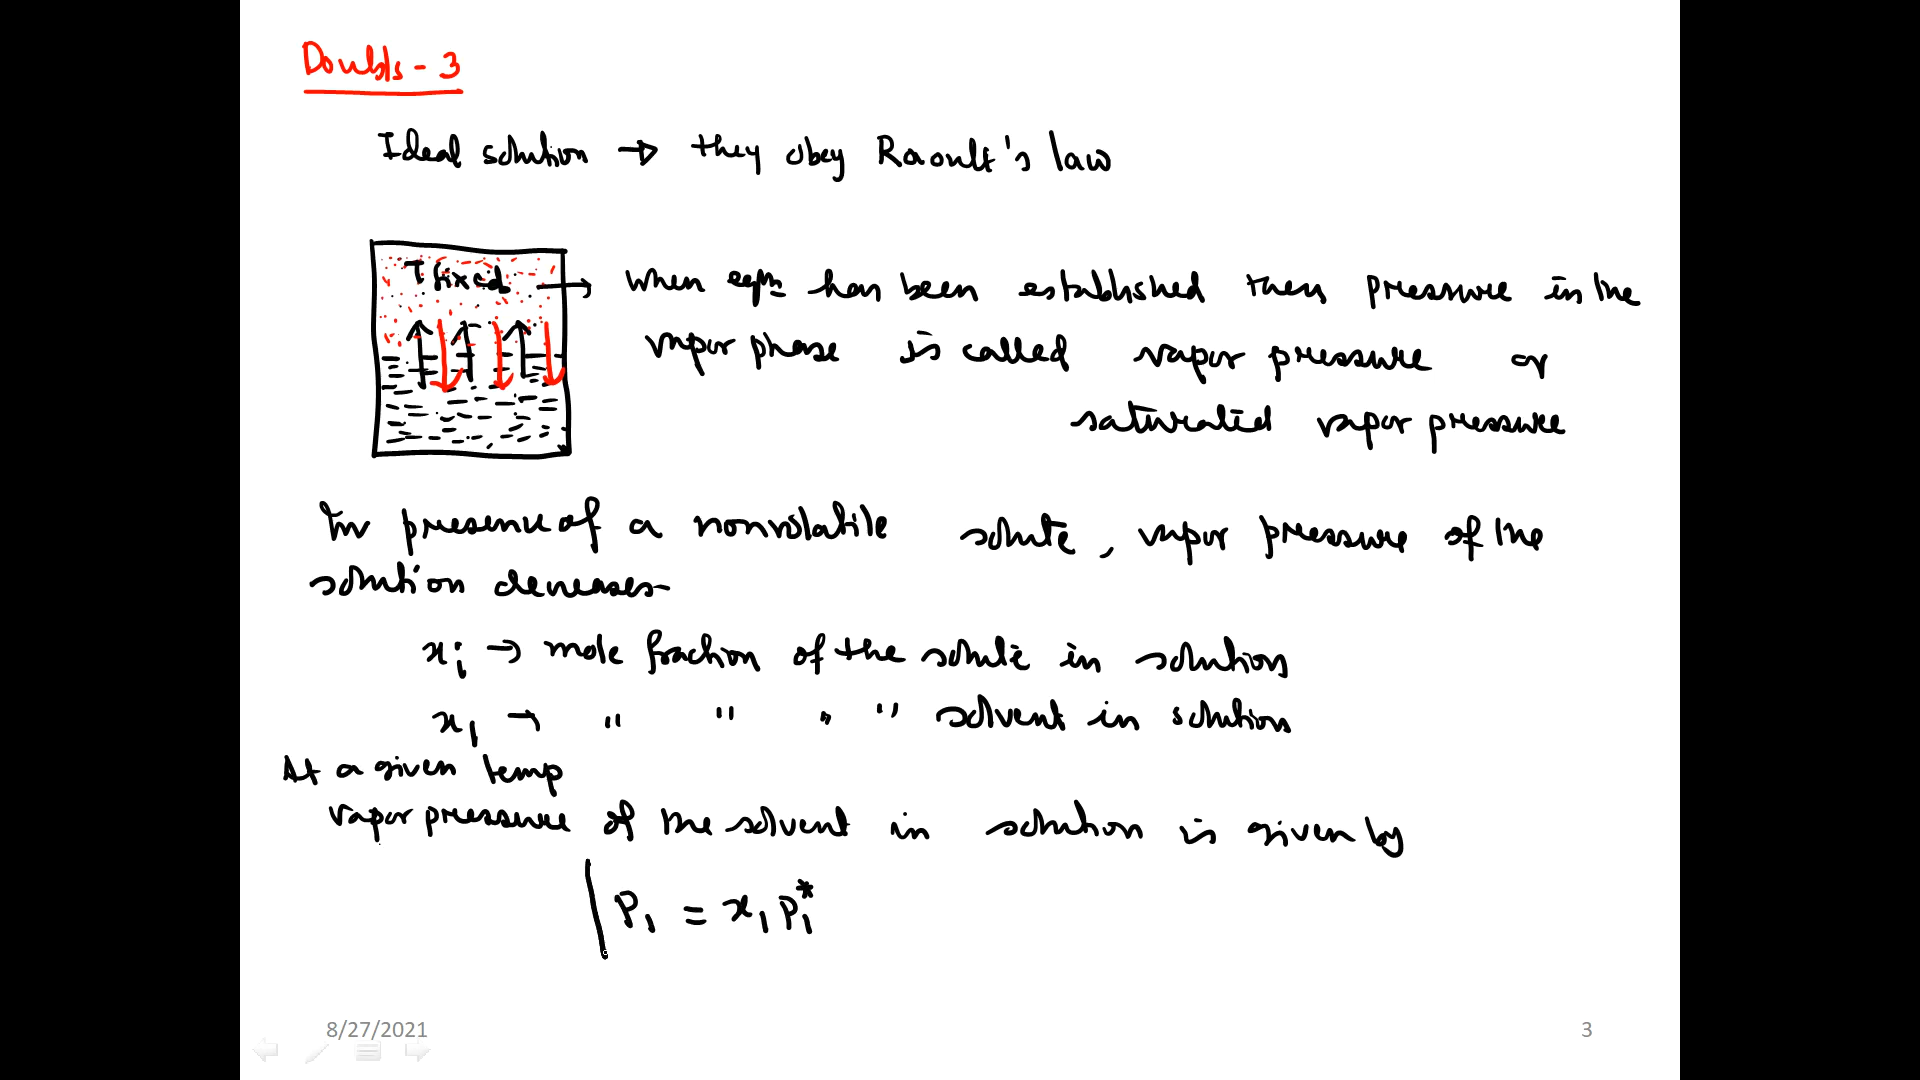 Doubts - 3
Ideal solution → they obey Raoult's law
T fixed → when eqm has been established then pressure in the
vapor phase is called vapor pressure or
saturated vapor pressure
In presence of a nonvolatile solute, vapor pressure of the
solution decreases
xᵢ → mole fraction of the solute in solution
x₁ → " " " " solvent in solution
At a given temp
vapor pressure of the solvent in solution is given by
P₁ = x₁ P₁*
8/27/2021
3